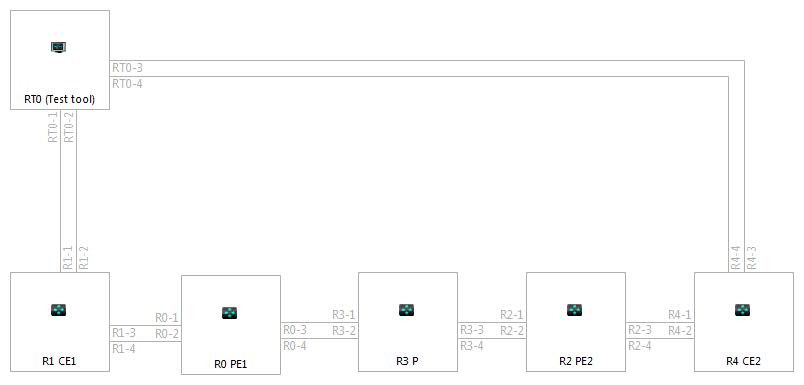 RT0 (Test tool)
RT0-3
RT0-4
RT0-1
RT0-2
R1-1
R1-2
R4-4
R4-3
R1 CE1
R1-3
R1-4
R0-1
R0-2
R0 PE1
R0-3
R0-4
R3-1
R3-2
R3 P
R3-3
R3-4
R2-1
R2-2
R2 PE2
R2-3
R2-4
R4-1
R4-2
R4 CE2